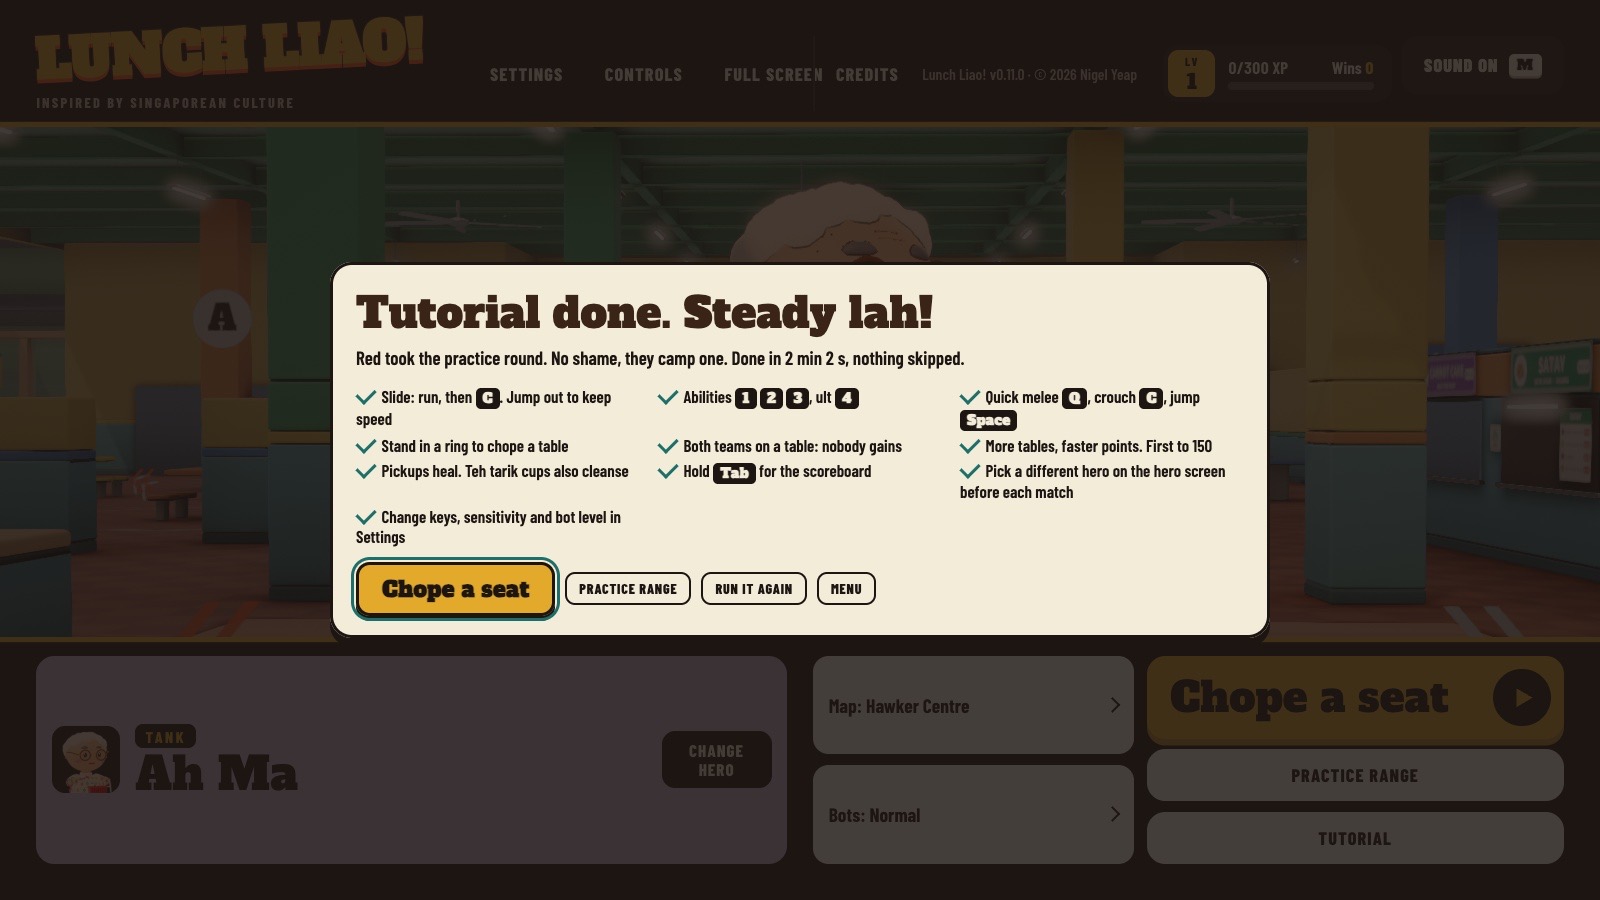 LUNCH LIAO!
INSPIRED BY SINGAPOREAN CULTURE
SETTINGS
CONTROLS
FULL SCREEN
CREDITS
Lunch Liao! v0.11.0 · © 2026 Nigel Yeap
LV
1
0/300 XP
Wins 0
SOUND ON M
A
SATAY
Tutorial done. Steady lah!
Red took the practice round. No shame, they camp one. Done in 2 min 2 s, nothing skipped.
Slide: run, then C. Jump out to keep
speed
Abilities 1 2 3, ult 4
Quick melee Q, crouch C, jump
Space
Stand in a ring to chope a table
Both teams on a table: nobody gains
More tables, faster points. First to 150
Pickups heal. Teh tarik cups also cleanse
Hold Tab for the scoreboard
Pick a different hero on the hero screen
before each match
Change keys, sensitivity and bot level in
Settings
Chope a seat
PRACTICE RANGE
RUN IT AGAIN
MENU
TANK
Ah Ma
CHANGE
HERO
Map: Hawker Centre
Bots: Normal
Chope a seat
PRACTICE RANGE
TUTORIAL